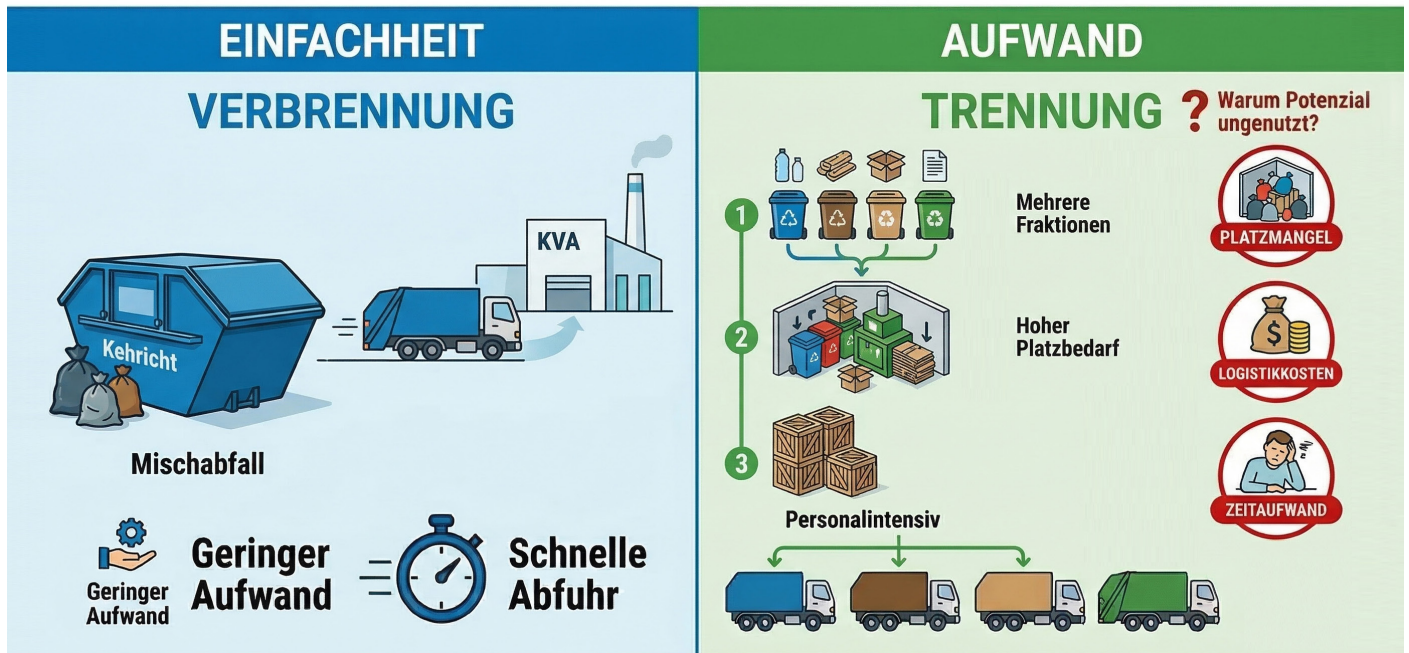 EINFACHHEIT
VERBRENNUNG
KVA
Kehricht
Mischabfall
Geringer
Aufwand
Geringer
Aufwand
Schnelle
Abfuhr
AUFWAND
TRENNUNG
? Warum Potenzial
ungenutzt?
1
Mehrere
Fraktionen
PLATZMANGEL
2
Hoher
Platzbedarf
$
LOGISTIKKOSTEN
3
Personalintensiv
ZEITAUFWAND